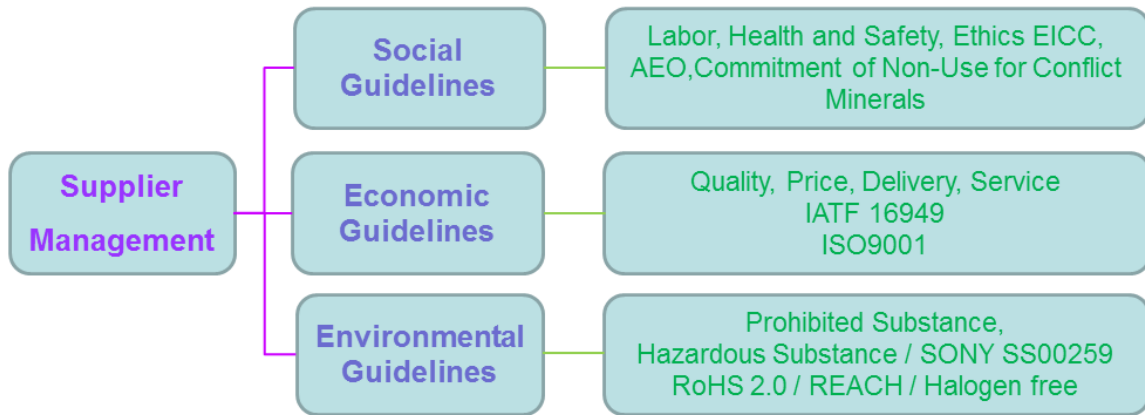 Supplier
Management
Social
Guidelines
Labor, Health and Safety, Ethics EICC,
AEO,Commitment of Non-Use for Conflict
Minerals
Economic
Guidelines
Quality, Price, Delivery, Service
IATF 16949
ISO9001
Environmental
Guidelines
Prohibited Substance,
Hazardous Substance / SONY SS00259
RoHS 2.0 / REACH / Halogen free